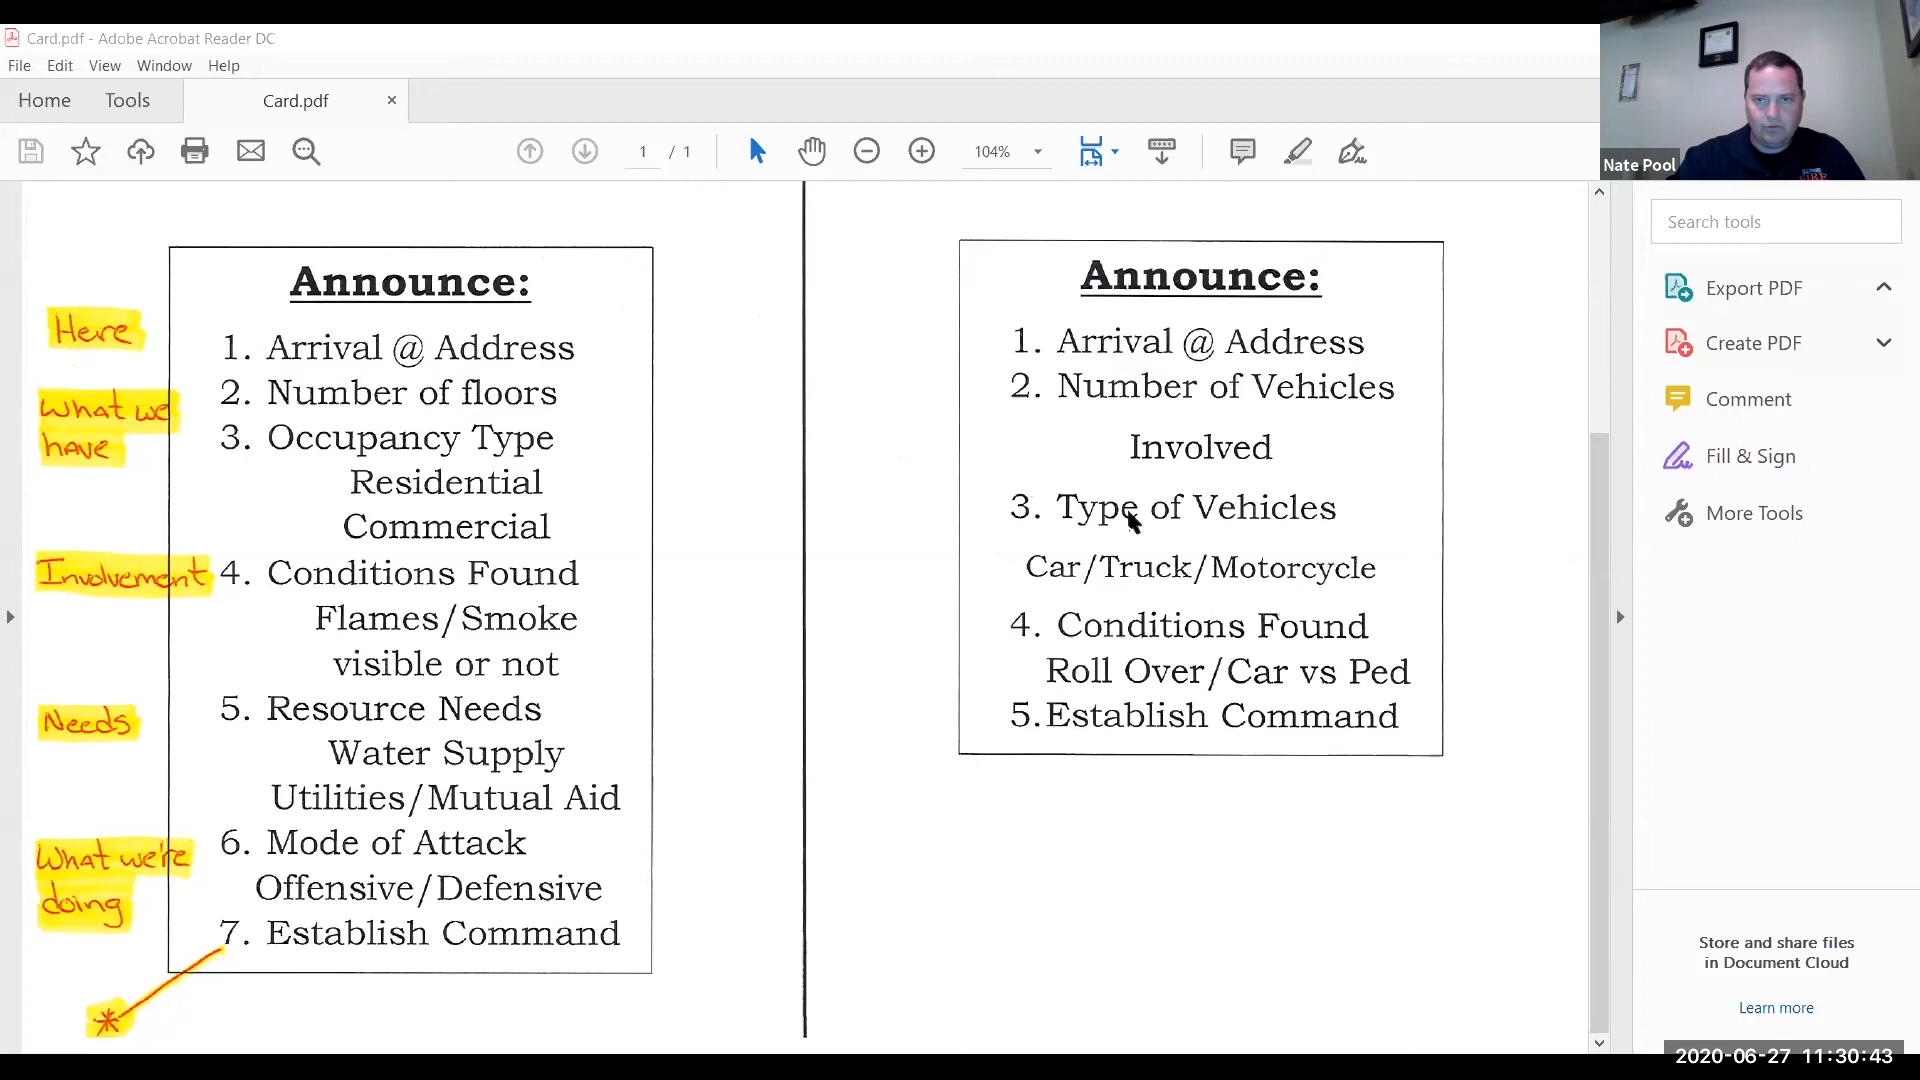 Card.pdf - Adobe Acrobat Reader DC
File Edit View Window Help
Home Tools Card.pdf ×
1 / 1 104%
Nate Pool
FIRE
Search tools
Export PDF
Create PDF
Comment
Fill & Sign
More Tools
Store and share files
in Document Cloud
Learn more
Here
What we
have
Involvement
Needs
What we're
doing
*
Announce:
1. Arrival @ Address
2. Number of floors
3. Occupancy Type
Residential
Commercial
4. Conditions Found
Flames/Smoke
visible or not
5. Resource Needs
Water Supply
Utilities/Mutual Aid
6. Mode of Attack
Offensive/Defensive
7. Establish Command
Announce:
1. Arrival @ Address
2. Number of Vehicles
Involved
3. Type of Vehicles
Car/Truck/Motorcycle
4. Conditions Found
Roll Over/Car vs Ped
5. Establish Command
2020-06-27 11:30:43